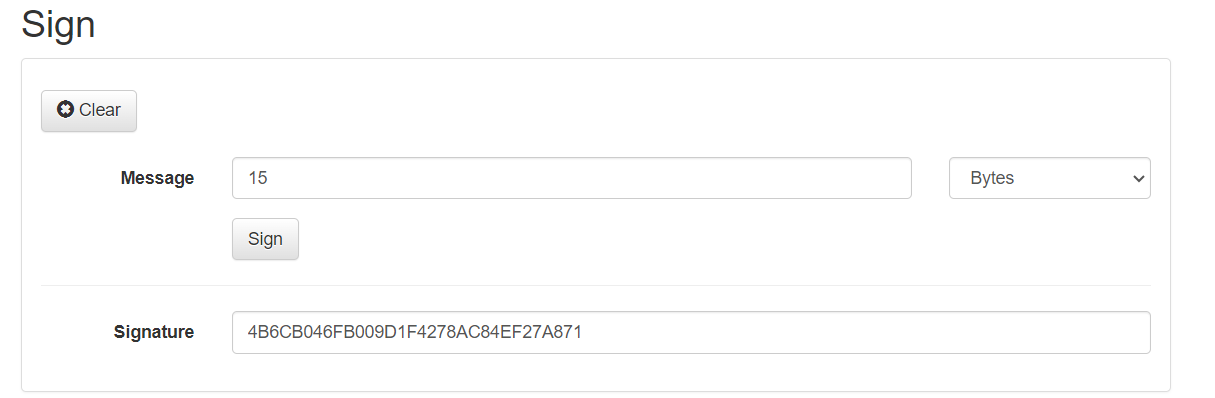 Sign
Clear
Message 15 Bytes
Sign
Signature 4B6CB046FB009D1F4278AC84EF27A871